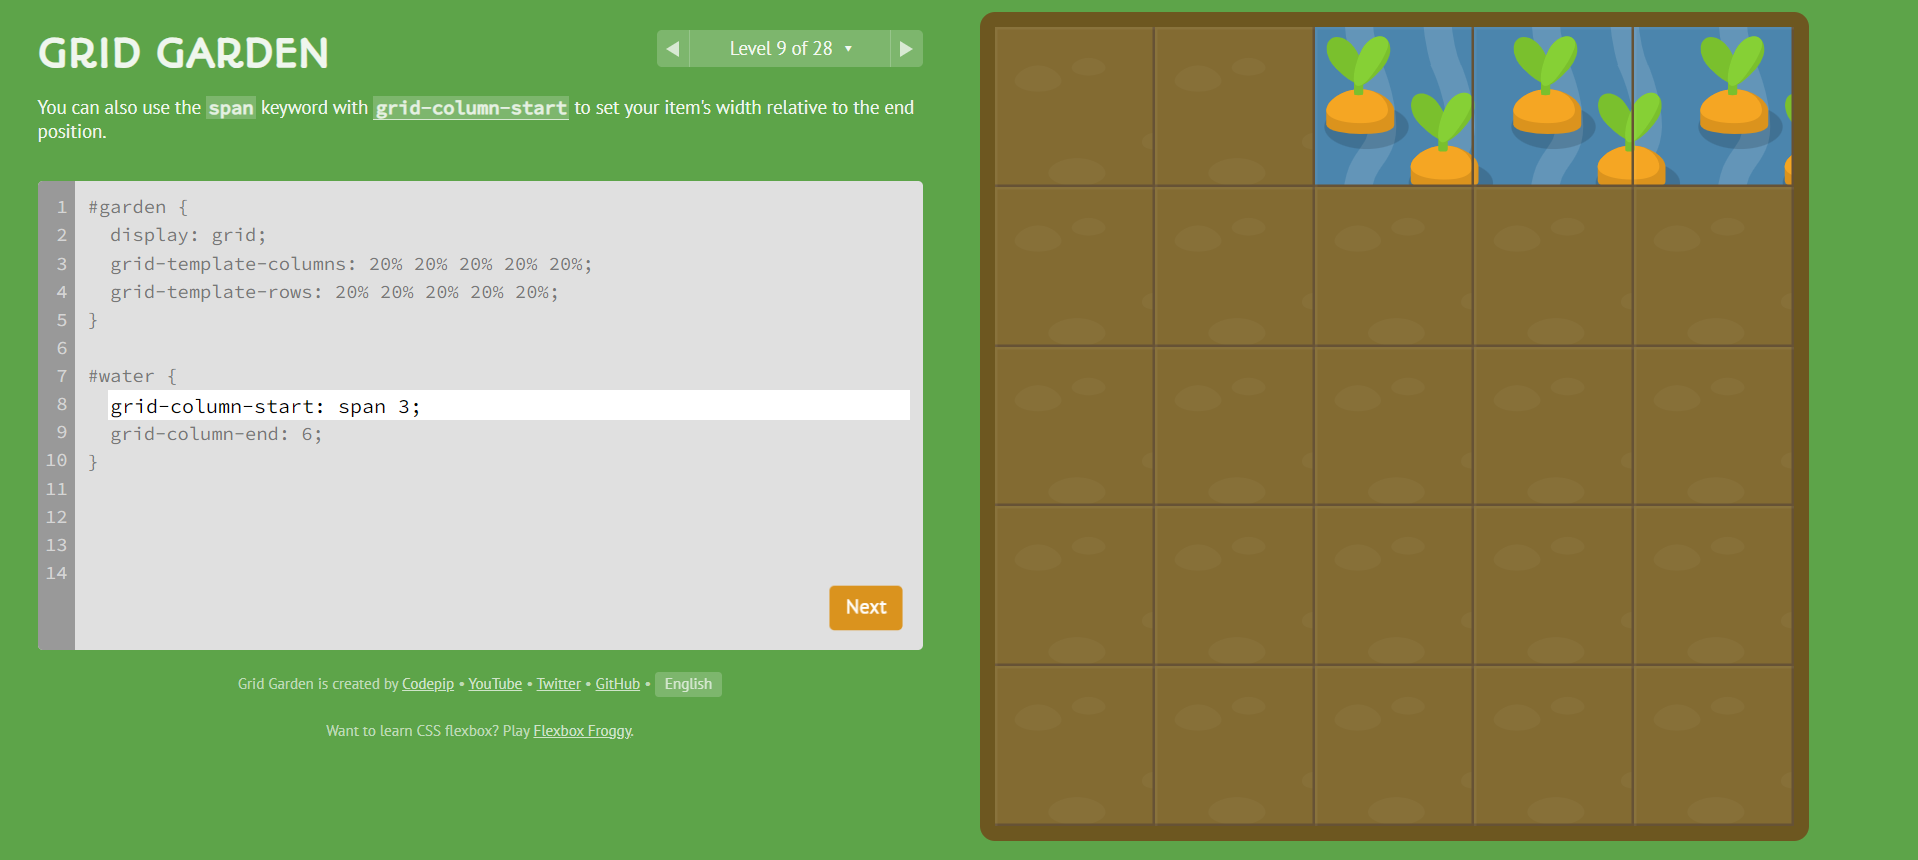 GRID GARDEN
◀ Level 9 of 28 ▼ ▶
You can also use the span keyword with grid-column-start to set your item's width relative to the end
position.
1 #garden {
2 display: grid;
3 grid-template-columns: 20% 20% 20% 20% 20%;
4 grid-template-rows: 20% 20% 20% 20% 20%;
5 }
6
7 #water {
8 grid-column-start: span 3;
9 grid-column-end: 6;
10 }
11
12
13
14
Next
Grid Garden is created by Codepip • YouTube • Twitter • GitHub • English
Want to learn CSS flexbox? Play Flexbox Froggy.